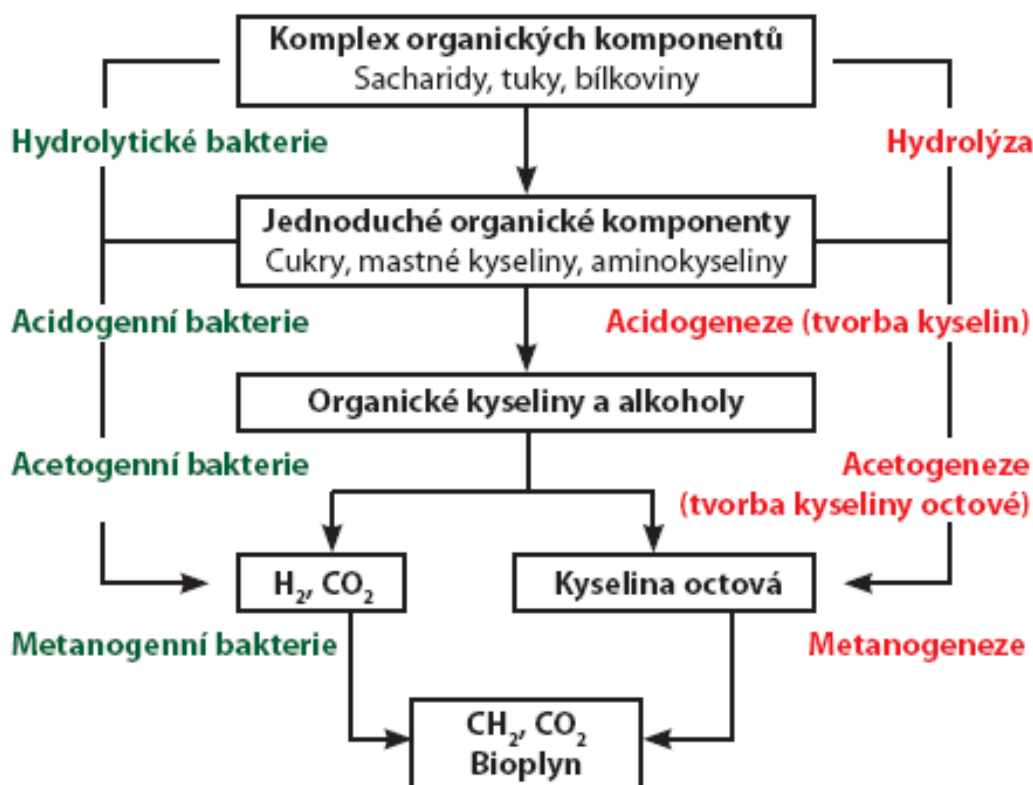 Komplex organických komponentů
Sacharidy, tuky, bílkoviny
Hydrolytické bakterie
Hydrolýza
Jednoduché organické komponenty
Cukry, mastné kyseliny, aminokyseliny
Acidogenní bakterie
Acidogeneze (tvorba kyselin)
Organické kyseliny a alkoholy
Acetogenní bakterie
Acetogeneze
(tvorba kyseliny octové)
H₂, CO₂
Kyselina octová
Metanogenní bakterie
Metanogeneze
CH₂, CO₂
Bioplyn